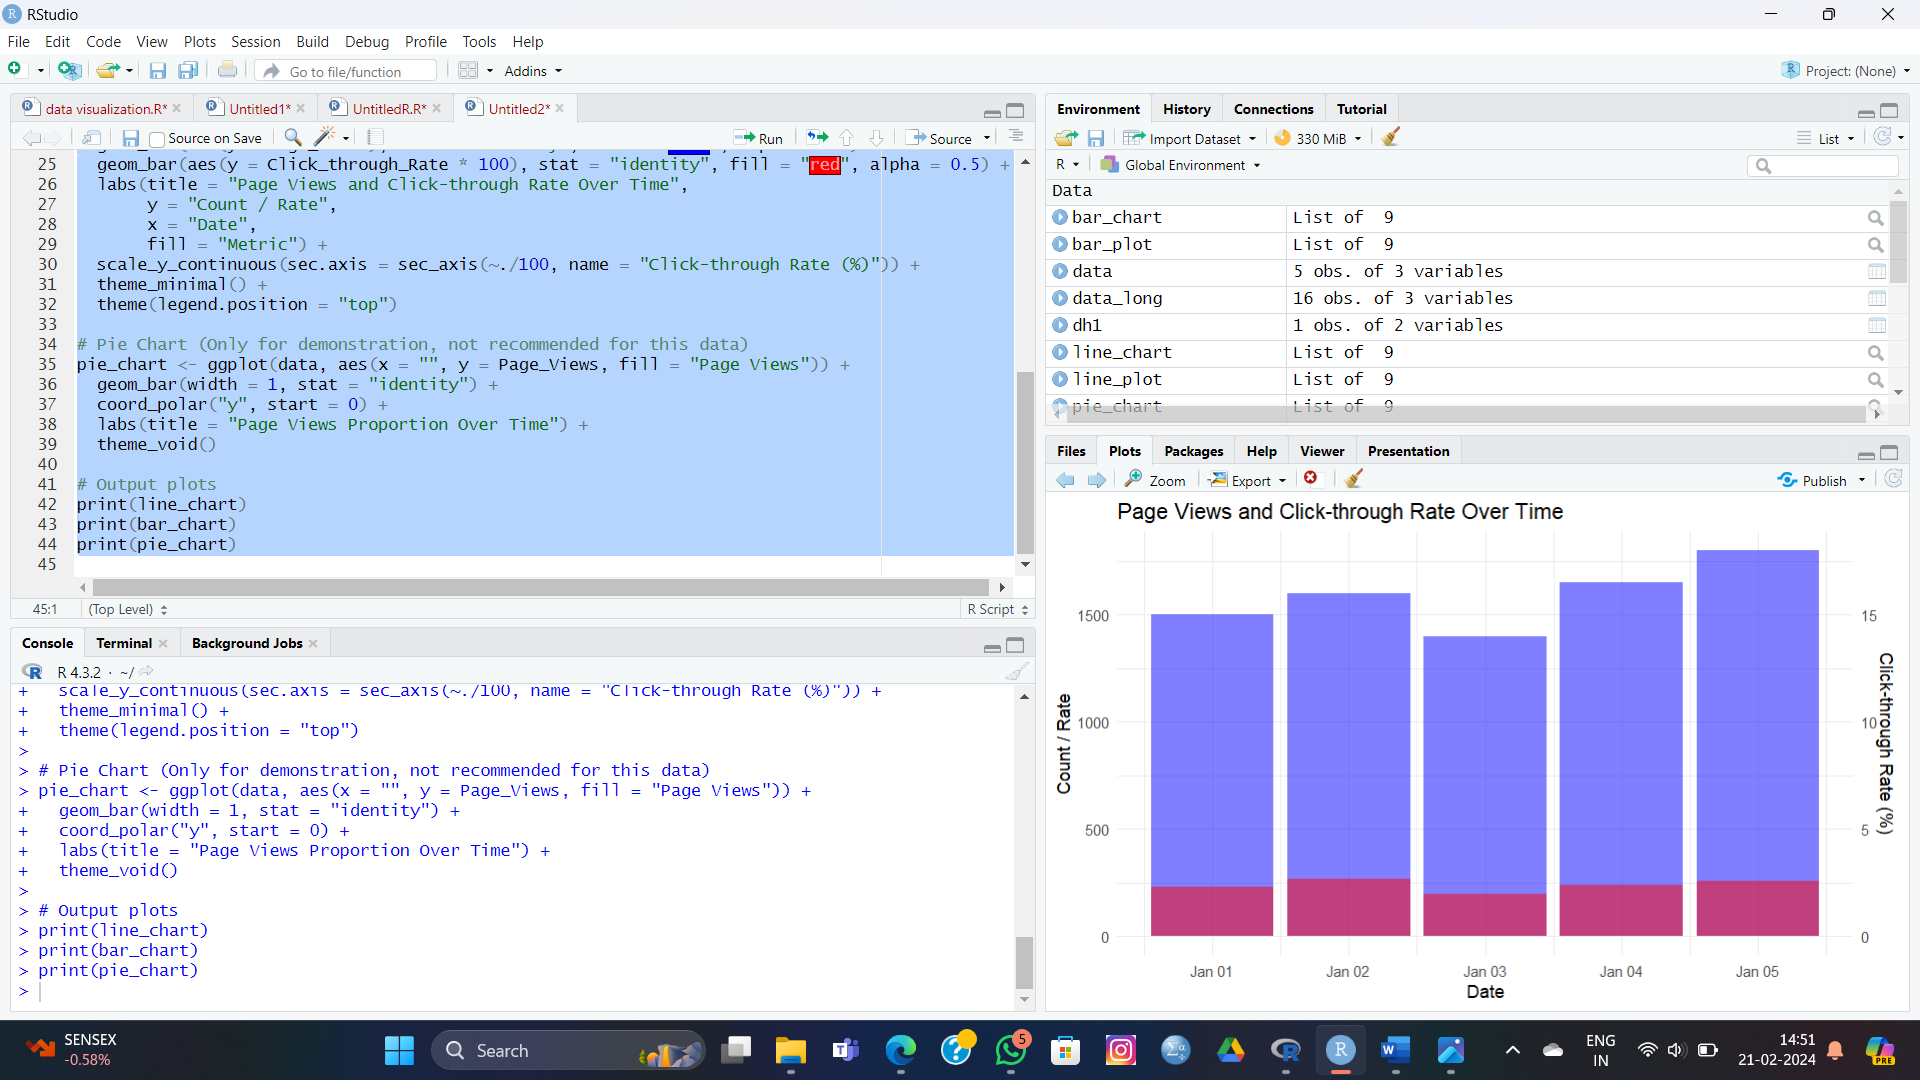 RStudio
File Edit Code View Plots Session Build Debug Profile Tools Help
Go to file/function Addins Project: (None)
data visualization.R* Untitled1* UntitledR.R* Untitled2*
Source on Save Run Source
25 geom_bar(aes(y = Click_through_Rate * 100), stat = "identity", fill = "red", alpha = 0.5) +
26 labs(title = "Page Views and Click-through Rate Over Time",
27 y = "Count / Rate",
28 x = "Date",
29 fill = "Metric") +
30 scale_y_continuous(sec.axis = sec_axis(~./100, name = "Click-through Rate (%)")) +
31 theme_minimal() +
32 theme(legend.position = "top")
33
34 # Pie Chart (Only for demonstration, not recommended for this data)
35 pie_chart <- ggplot(data, aes(x = "", y = Page_Views, fill = "Page Views")) +
36 geom_bar(width = 1, stat = "identity") +
37 coord_polar("y", start = 0) +
38 labs(title = "Page Views Proportion Over Time") +
39 theme_void()
40
41 # Output plots
42 print(line_chart)
43 print(bar_chart)
44 print(pie_chart)
45
45:1 (Top Level) R Script
Console Terminal Background Jobs
R 4.3.2 · ~/
+ scale_y_continuous(sec.axis = sec_axis(~./100, name = "Click-through Rate (%)")) +
+ theme_minimal() +
+ theme(legend.position = "top")
>
> # Pie Chart (Only for demonstration, not recommended for this data)
> pie_chart <- ggplot(data, aes(x = "", y = Page_Views, fill = "Page Views")) +
+ geom_bar(width = 1, stat = "identity") +
+ coord_polar("y", start = 0) +
+ labs(title = "Page Views Proportion Over Time") +
+ theme_void()
>
> # Output plots
> print(line_chart)
> print(bar_chart)
> print(pie_chart)
>
Environment History Connections Tutorial
Import Dataset 330 MiB List
R Global Environment
Data
bar_chart List of 9
bar_plot List of 9
data 5 obs. of 3 variables
data_long 16 obs. of 3 variables
dh1 1 obs. of 2 variables
line_chart List of 9
line_plot List of 9
pie_chart List of 9
Files Plots Packages Help Viewer Presentation
Zoom Export Publish
Page Views and Click-through Rate Over Time
Count / Rate
1500
1000
500
0
15
10
5
0
Click-through Rate (%)
Jan 01 Jan 02 Jan 03 Jan 04 Jan 05
Date
SENSEX
-0.58%
Search
5
ENG
IN
14:51
21-02-2024
PRE